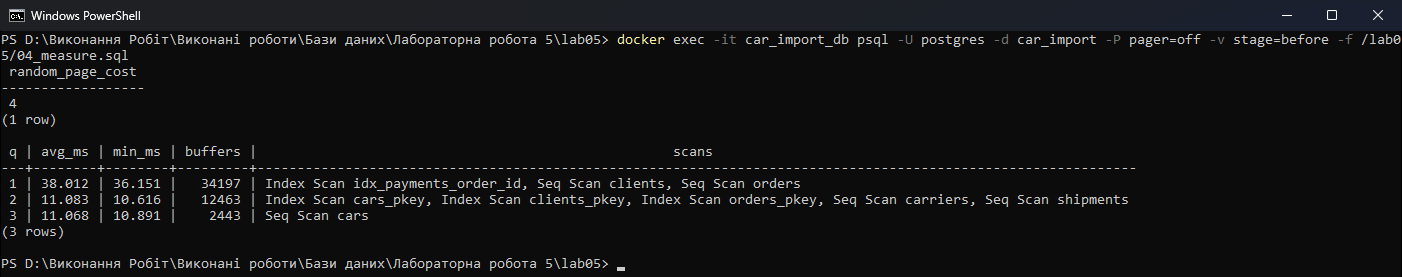 Windows PowerShell
PS D:\Виконання Робіт\Виконані роботи\Бази даних\Лабораторна робота 5\lab05> docker exec -it car_import_db psql -U postgres -d car_import -P pager=off -v stage=before -f /lab0
5/04_measure.sql
 random_page_cost
------------------
 4
(1 row)

 q | avg_ms | min_ms | buffers |                                                    scans
---+--------+--------+---------+-------------------------------------------------------------------------------------------------------------
 1 | 38.012 | 36.151 |   34197 | Index Scan idx_payments_order_id, Seq Scan clients, Seq Scan orders
 2 | 11.083 | 10.616 |   12463 | Index Scan cars_pkey, Index Scan clients_pkey, Index Scan orders_pkey, Seq Scan carriers, Seq Scan shipments
 3 | 11.068 | 10.891 |    2443 | Seq Scan cars
(3 rows)

PS D:\Виконання Робіт\Виконані роботи\Бази даних\Лабораторна робота 5\lab05>